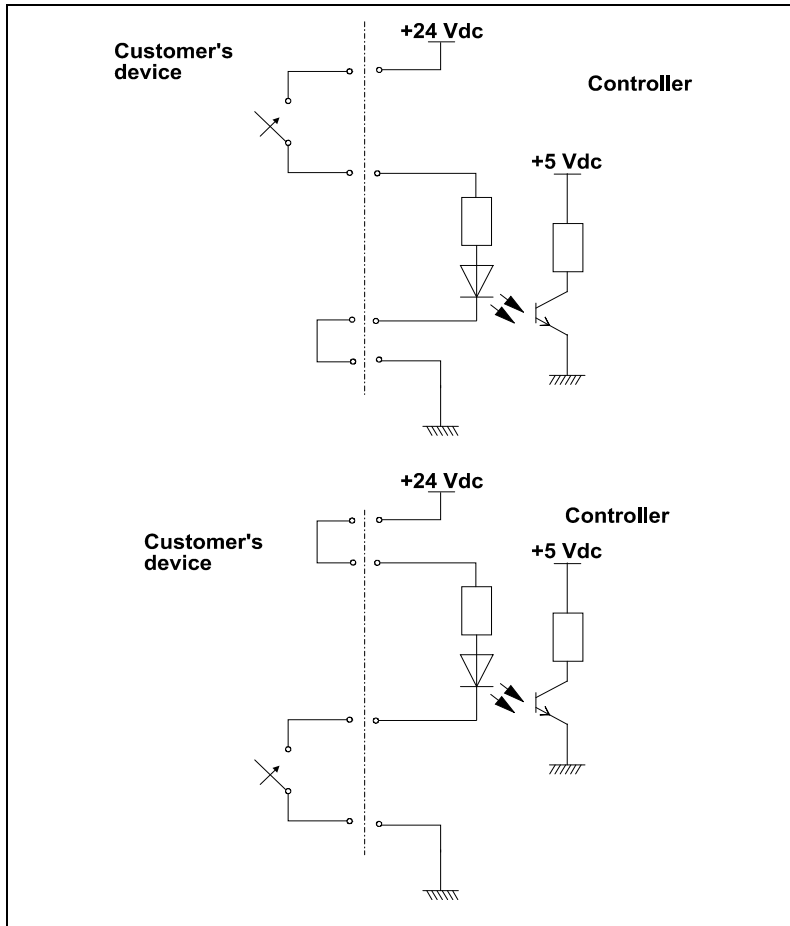 +24 Vdc
Customer's
device
Controller
+5 Vdc
+24 Vdc
Controller
Customer's
device
+5 Vdc